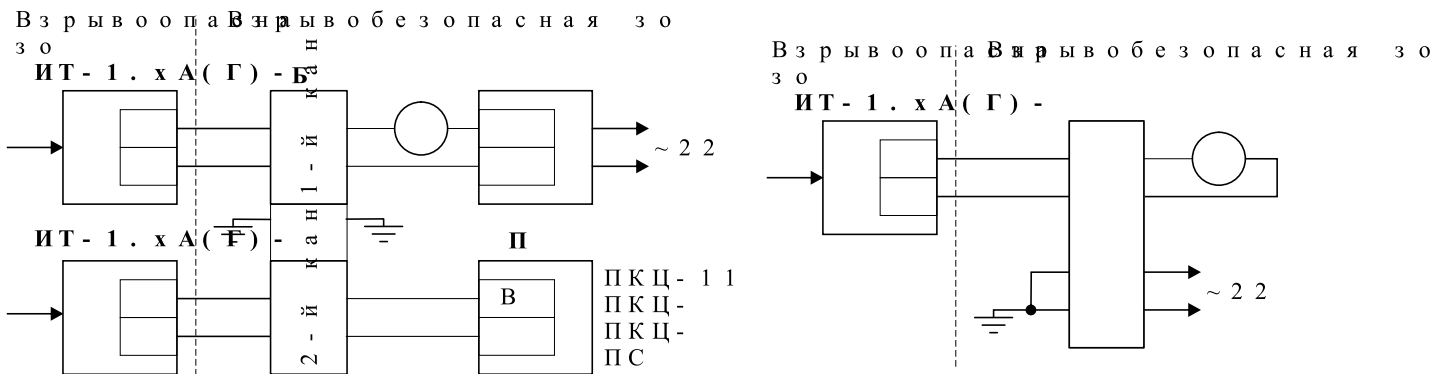 Взрывоопасная
зо
Взрывобезопасная зо
ИТ-1.хА(Г)-
Б
1-й кан
~22
ИТ-1.хА(Г)-
2-й кан
П
В
ПКЦ-11
ПКЦ-
ПКЦ-
ПС
Взрывоопасная
зо
Взрывобезопасная зо
ИТ-1.хА(Г)-
~22